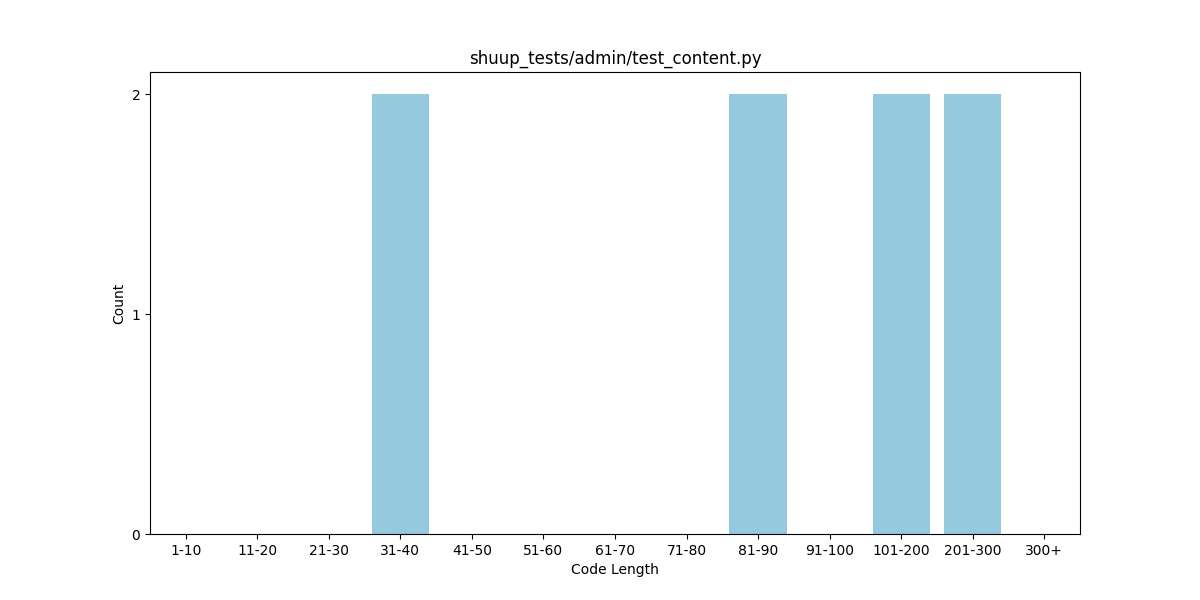 shuup_tests/admin/test_content.py
Count
2
1
0
1-10 11-20 21-30 31-40 41-50 51-60 61-70 71-80 81-90 91-100 101-200 201-300 300+
Code Length